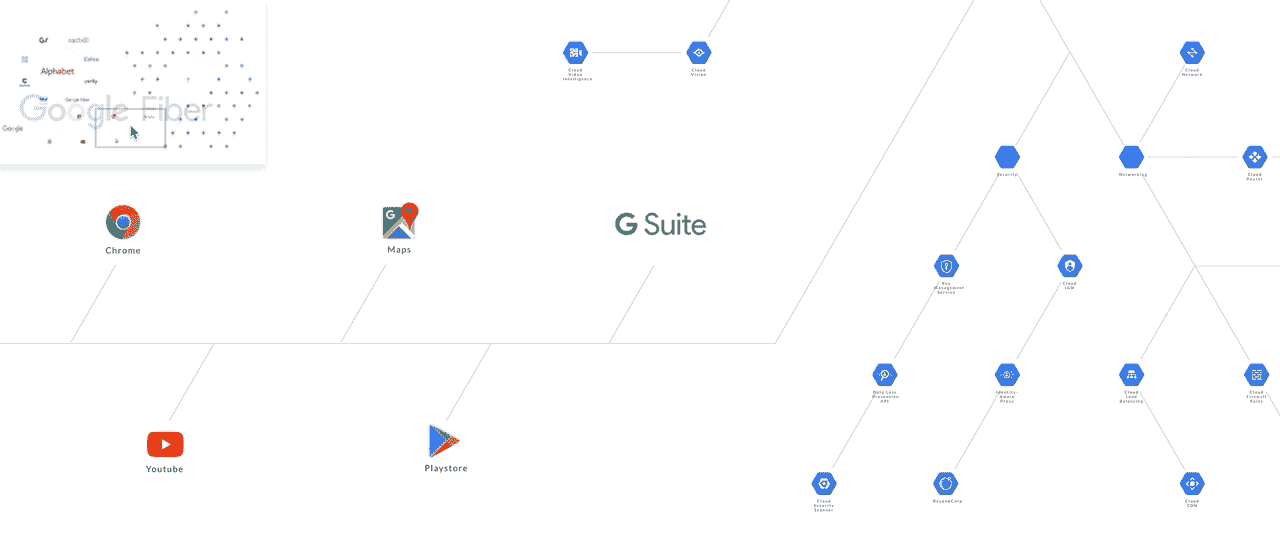 Alphabet
Google Fiber
verily
Google Fiber
Google
Cloud
Video
Intelligence
Cloud
Vision
Cloud
Network
Security
Networking
Cloud
Router
Chrome
Maps
G Suite
Key
Management
Service
Cloud
IAM
Data Loss
Prevention
API
Identity-
Aware
Proxy
Cloud
Load
Balancing
Cloud
Firewall
Rules
Youtube
Playstore
Cloud
Security
Scanner
BeyondCorp
Cloud
CDN